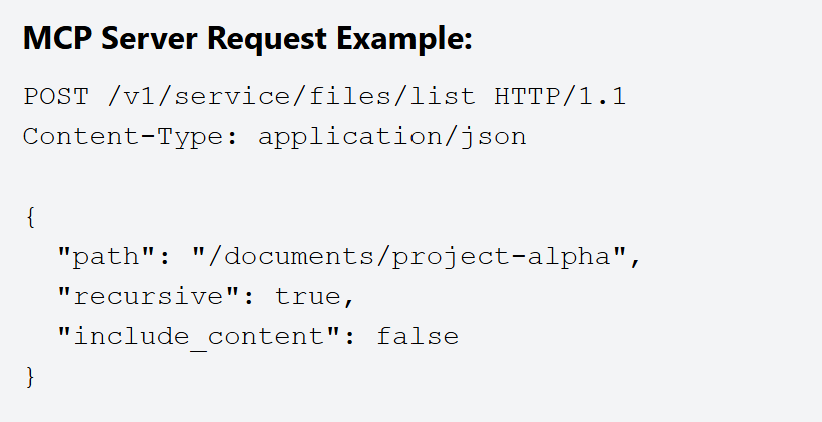 MCP Server Request Example:
POST /v1/service/files/list HTTP/1.1
Content-Type: application/json
{
  "path": "/documents/project-alpha",
  "recursive": true,
  "include_content": false
}